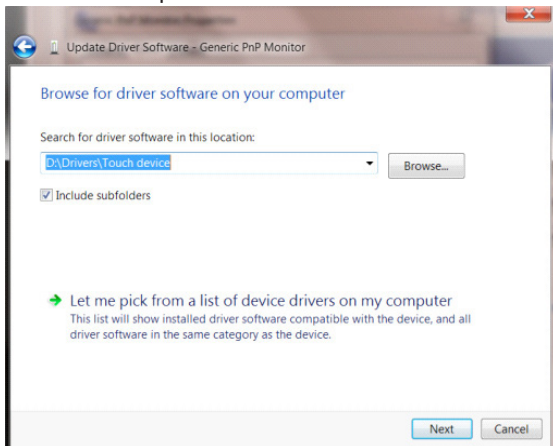 Update Driver Software - Generic PnP Monitor
Browse for driver software on your computer
Search for driver software in this location:
D:\Drivers\Touch device
Browse...
Include subfolders
Let me pick from a list of device drivers on my computer
This list will show installed driver software compatible with the device, and all
driver software in the same category as the device.
Next
Cancel